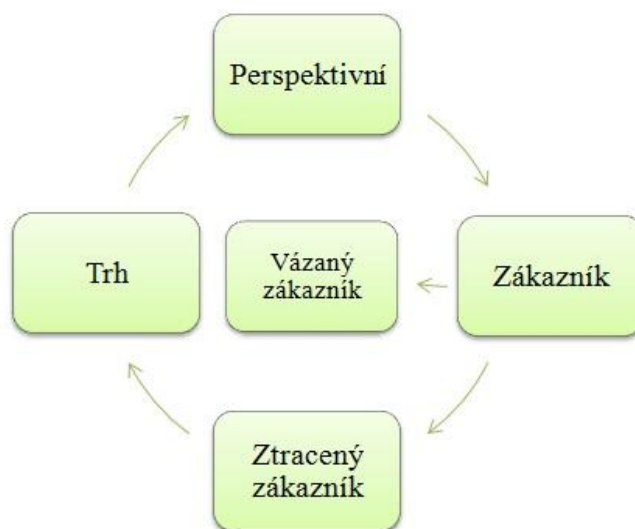 Perspektivní
Trh
Vázaný
zákazník
Zákazník
Ztracený
zákazník